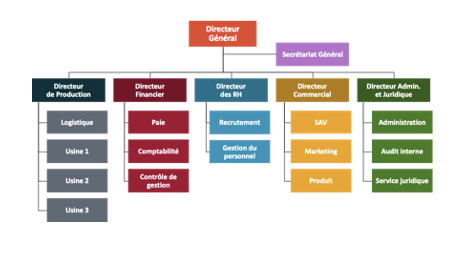 Directeur
Général
Secrétariat Général
Directeur
de Production
Directeur
Financier
Directeur
des RH
Directeur
Commercial
Directeur Admin.
et Juridique
Logistique
Paie
Recrutement
SAV
Administration
Usine 1
Comptabilité
Gestion du
personnel
Marketing
Audit interne
Usine 2
Contrôle de
gestion
Produit
Service juridique
Usine 3